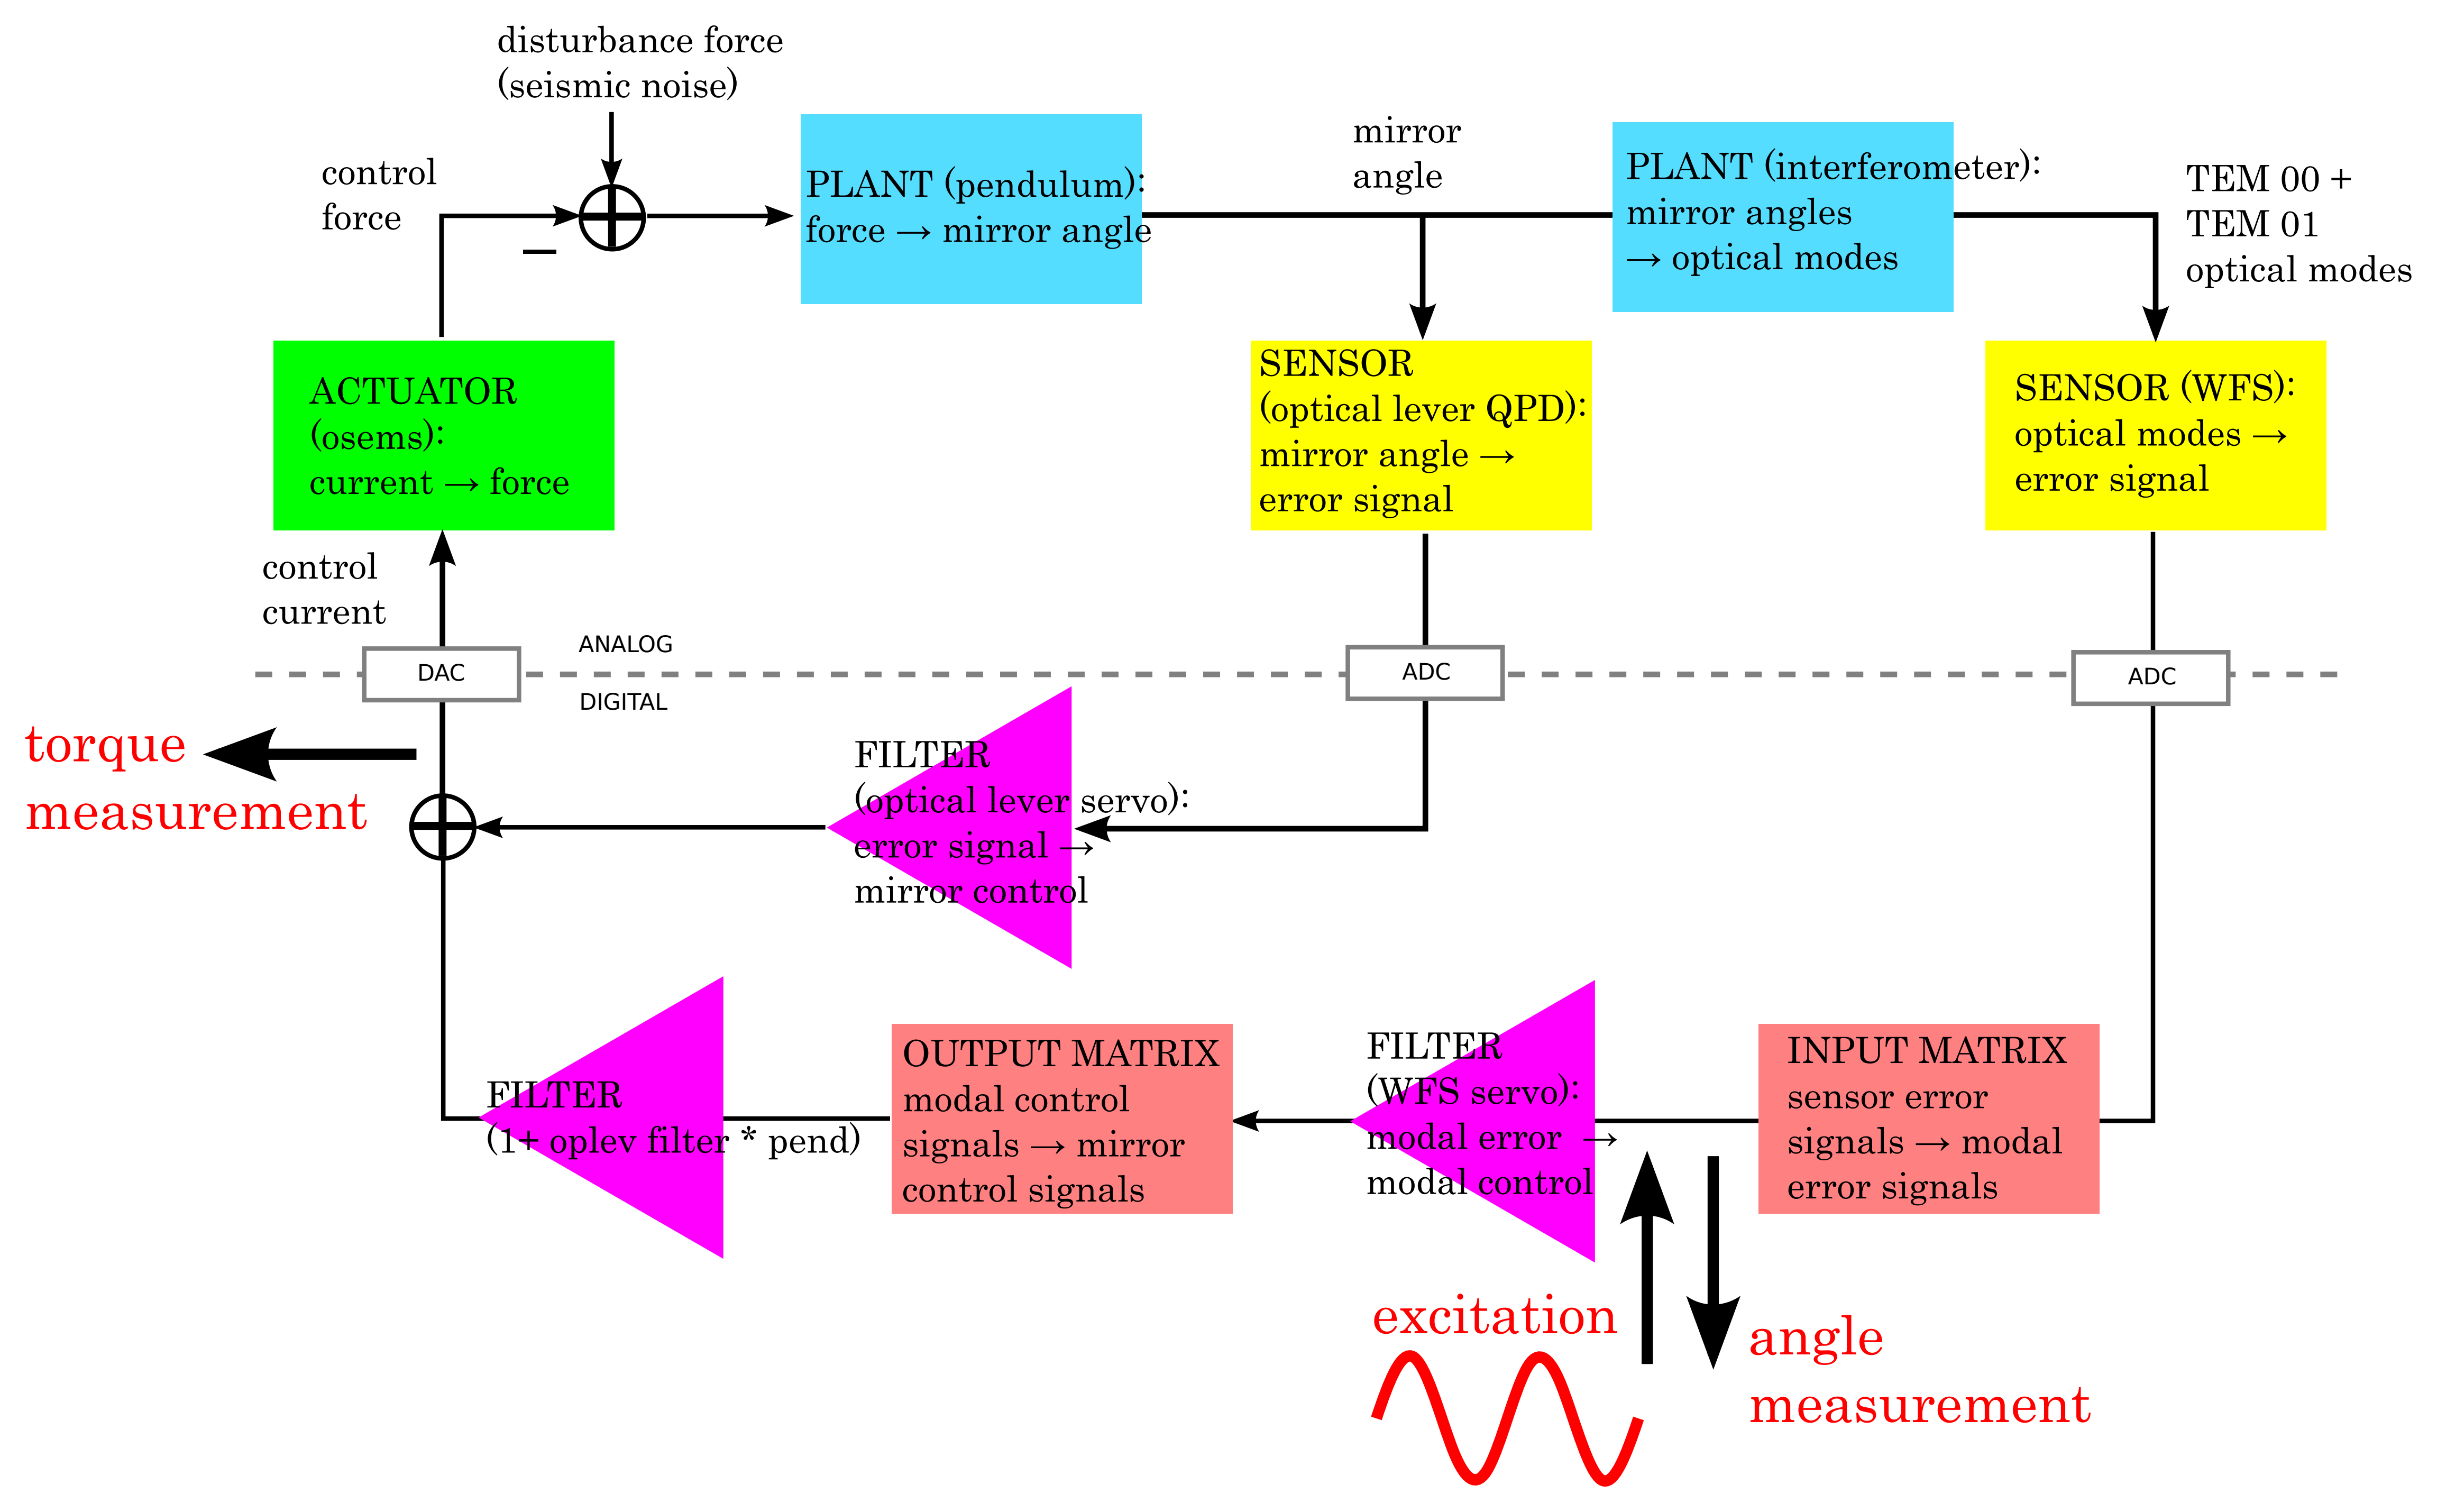 disturbance force
(seismic noise)
control
force
−
PLANT (pendulum):
force → mirror angle
mirror
angle
PLANT (interferometer):
mirror angles
→ optical modes
TEM 00 +
TEM 01
optical modes
ACTUATOR
(osems):
current → force
SENSOR
(optical lever QPD):
mirror angle →
error signal
SENSOR (WFS):
optical modes →
error signal
control
current
ANALOG
DAC
ADC
ADC
DIGITAL
torque
measurement
FILTER
(optical lever servo):
error signal →
mirror control
FILTER
(1+ oplev filter * pend)
OUTPUT MATRIX
modal control
signals → mirror
control signals
FILTER
(WFS servo):
modal error →
modal control
INPUT MATRIX
sensor error
signals → modal
error signals
excitation
angle
measurement